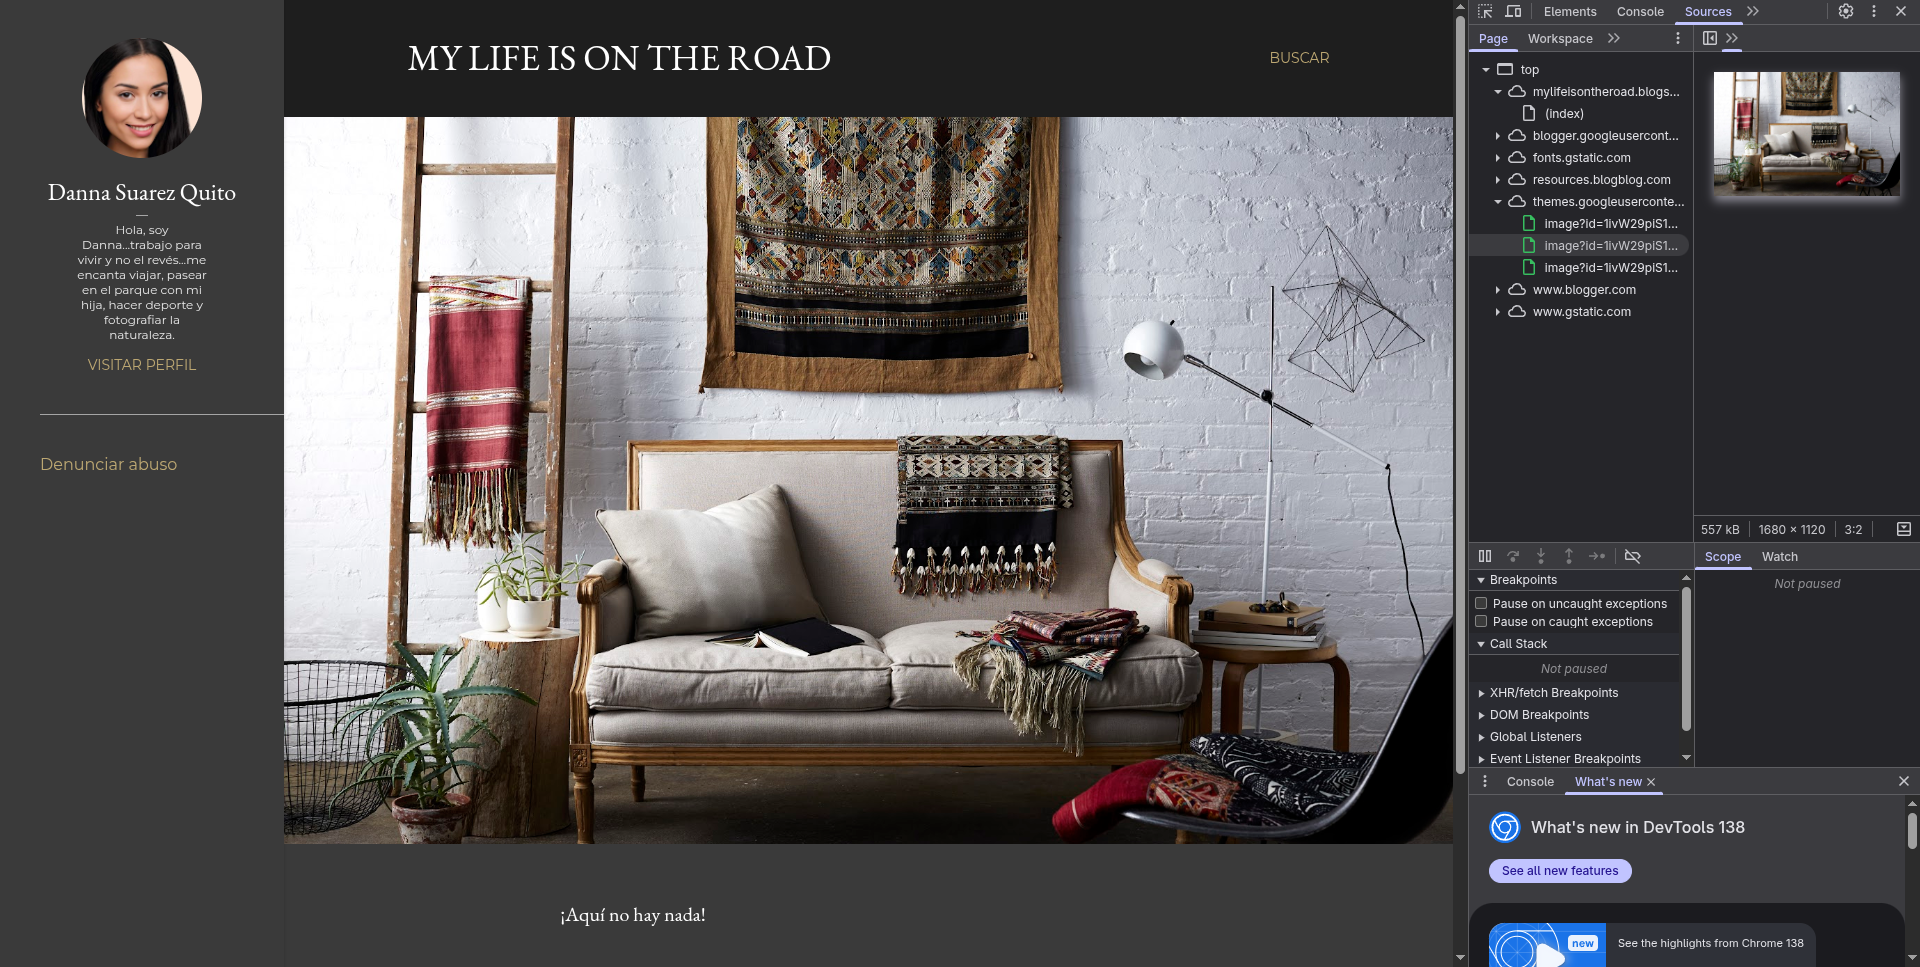 Danna Suarez Quito
Hola, soy
Danna...trabajo para
vivir y no el revés...me
encanta viajar, pasear
en el parque con mi
hija, hacer deporte y
fotografiar la
naturaleza.
VISITAR PERFIL
Denunciar abuso
MY LIFE IS ON THE ROAD
BUSCAR
¡Aquí no hay nada!
Elements Console Sources
Page Workspace
top
mylifeisontheroad.blogs...
(index)
blogger.googleusercont...
fonts.gstatic.com
resources.blogblog.com
themes.googleuserconte...
image?id=1ivW29piS1...
image?id=1ivW29piS1...
image?id=1ivW29piS1...
www.blogger.com
www.gstatic.com
557 kB 1680 × 1120 3:2
Breakpoints
Pause on uncaught exceptions
Pause on caught exceptions
Call Stack
Not paused
XHR/fetch Breakpoints
DOM Breakpoints
Global Listeners
Event Listener Breakpoints
Scope Watch
Not paused
Console What's new
What's new in DevTools 138
See all new features
new
See the highlights from Chrome 138